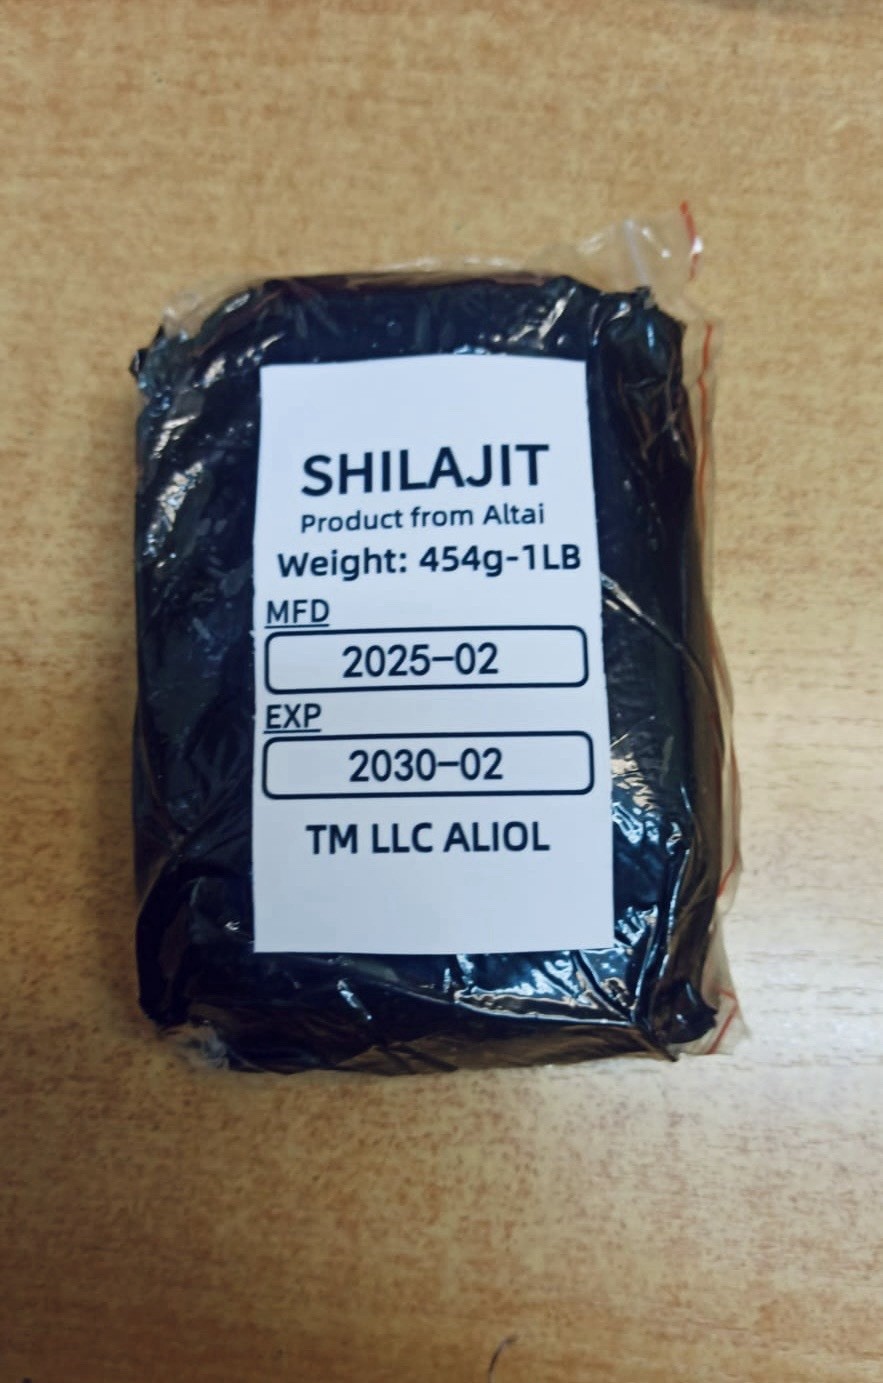 SHILAJIT
Product from Altai
Weight: 454g-1LB
MFD
2025-02
EXP
2030-02
TM LLC ALIOL